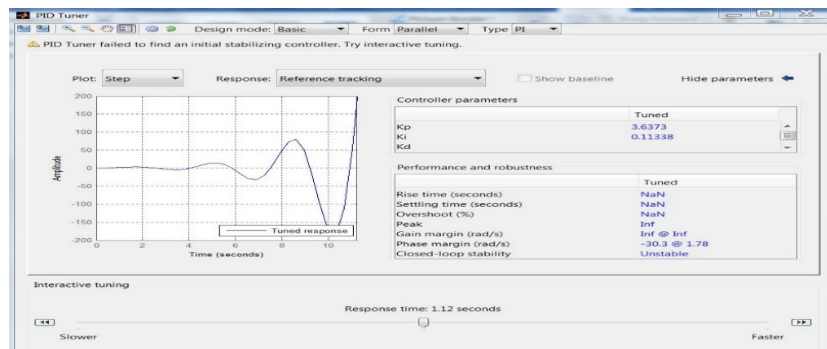 PID Tuner
Design mode: Basic Form Parallel Type PI
PID Tuner failed to find an initial stabilizing controller. Try interactive tuning.
Plot: Step Response: Reference tracking Show baseline Hide parameters
200
150
100
50
0
-50
-100
-150
-200
Amplitude
0 2 4 6 8 10
Time (seconds)
Tuned response
Controller parameters
Tuned
Kp 3.6373
Ki 0.11338
Kd
Performance and robustness
Tuned
Rise time (seconds) NaN
Settling time (seconds) NaN
Overshoot (%) NaN
Peak Inf
Gain margin (rad/s) Inf @ Inf
Phase margin (rad/s) -30.3 @ 1.78
Closed-loop stability Unstable
Interactive tuning
Response time: 1.12 seconds
Slower Faster